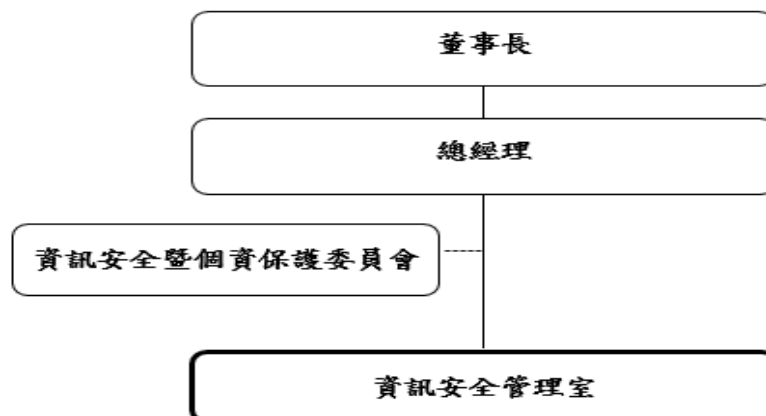 董事長
總經理
資訊安全暨個資保護委員會
資訊安全管理室